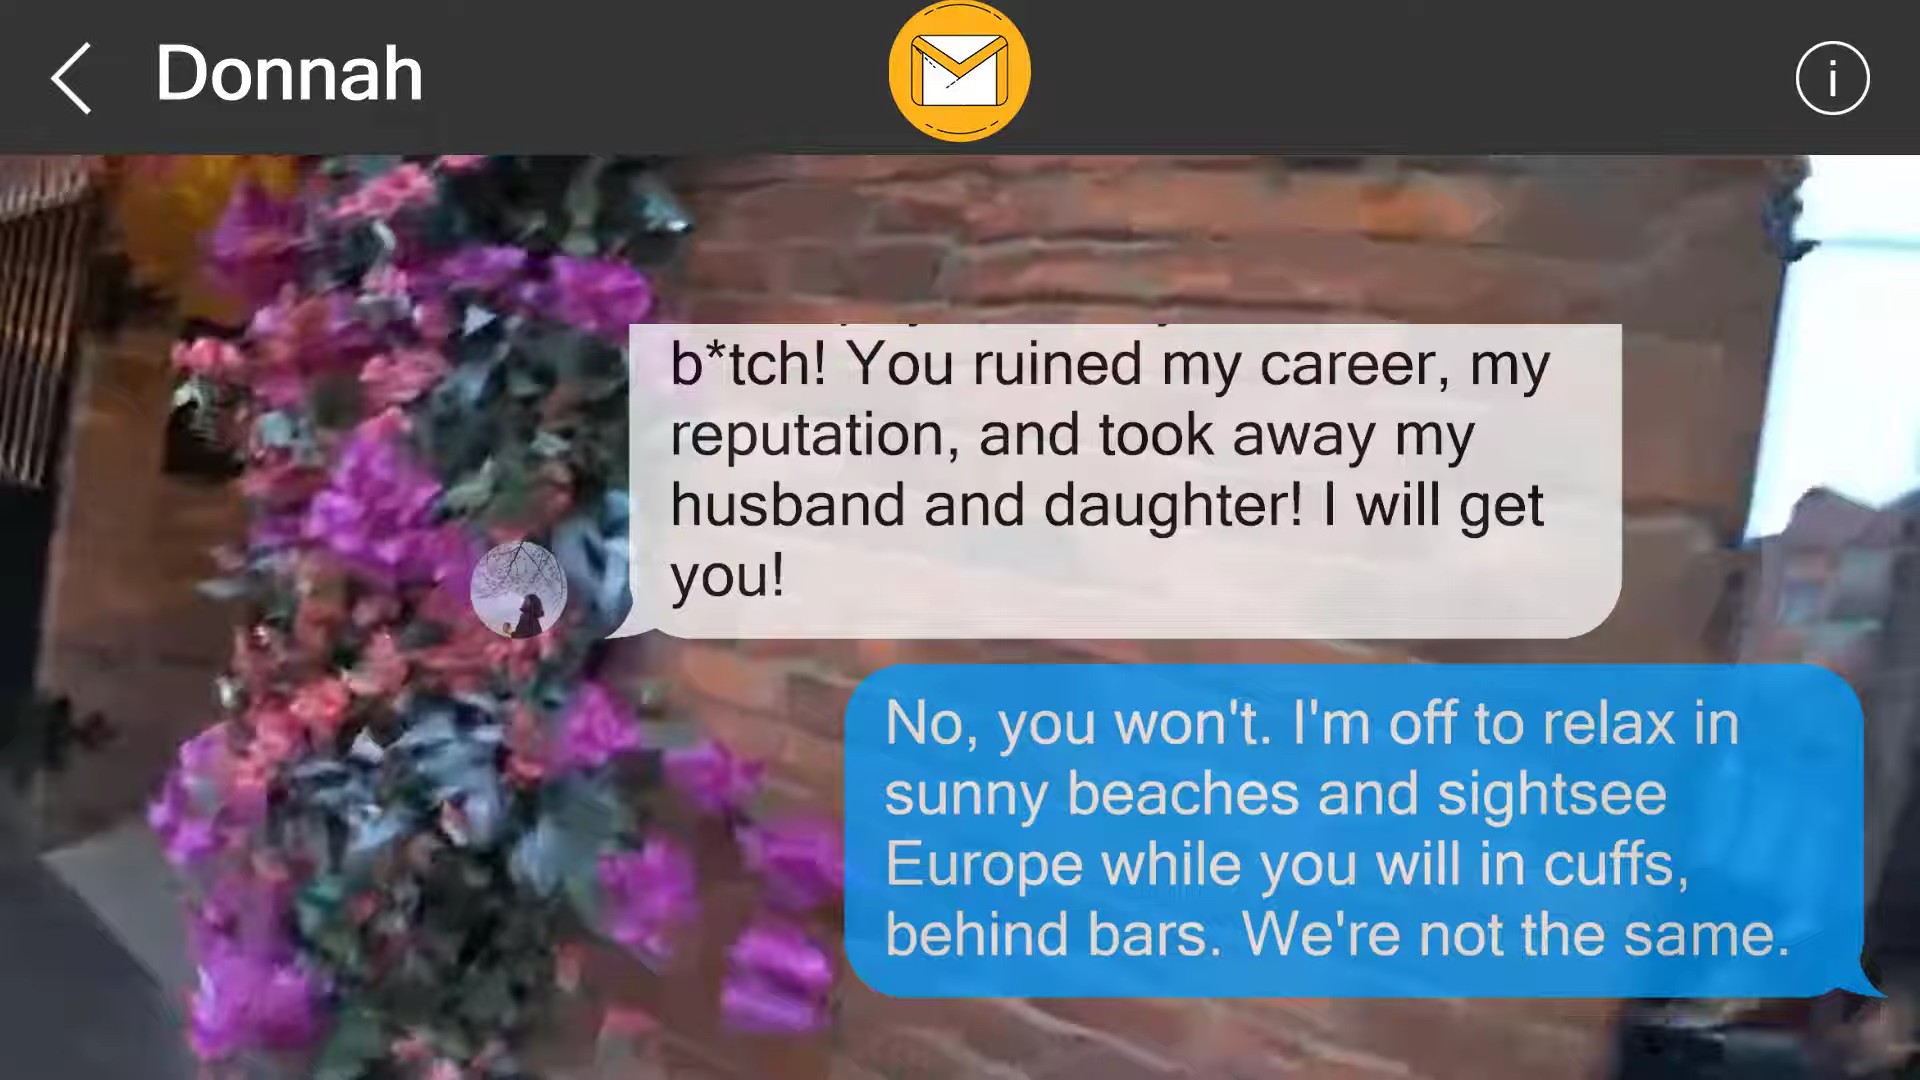 Donnah
i
b*tch! You ruined my career, my
reputation, and took away my
husband and daughter! I will get
you!
No, you won't. I'm off to relax in
sunny beaches and sightsee
Europe while you will in cuffs,
behind bars. We're not the same.